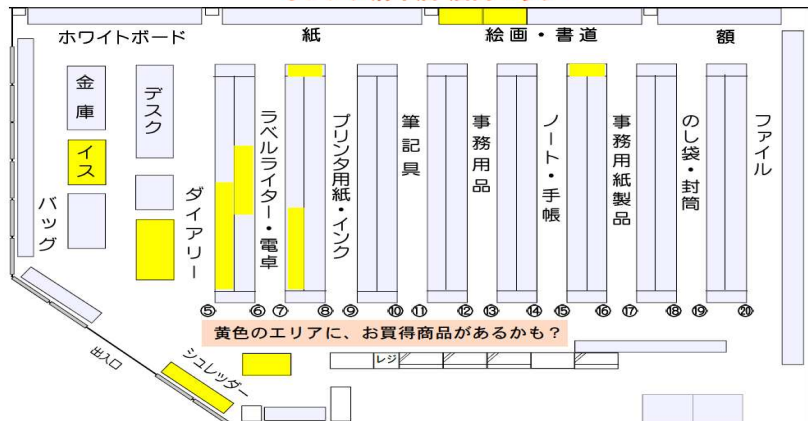 ホワイトボード
紙
絵画・書道
額
金庫
デスク
イス
バッグ
ダイアリー
ラベルライター・電卓
プリンタ用紙・インク
筆記具
事務用品
ノート・手帳
事務用紙製品
のし袋・封筒
ファイル
⑤ ⑥ ⑦ ⑧ ⑨ ⑩ ⑪ ⑫ ⑬ ⑭ ⑮ ⑯ ⑰ ⑱ ⑲ ⑳
黄色のエリアに、お買得商品があるかも？
出入口
シュレッダー
レジ